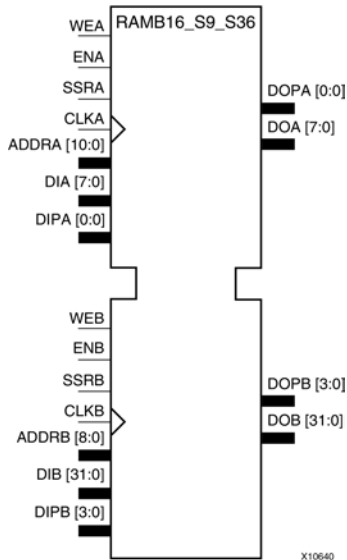 RAMB16_S9_S36
WEA
ENA
SSRA
CLKA
ADDRA [10:0]
DIA [7:0]
DIPA [0:0]
DOPA [0:0]
DOA [7:0]
WEB
ENB
SSRB
CLKB
ADDRB [8:0]
DIB [31:0]
DIPB [3:0]
DOPB [3:0]
DOB [31:0]
X10640